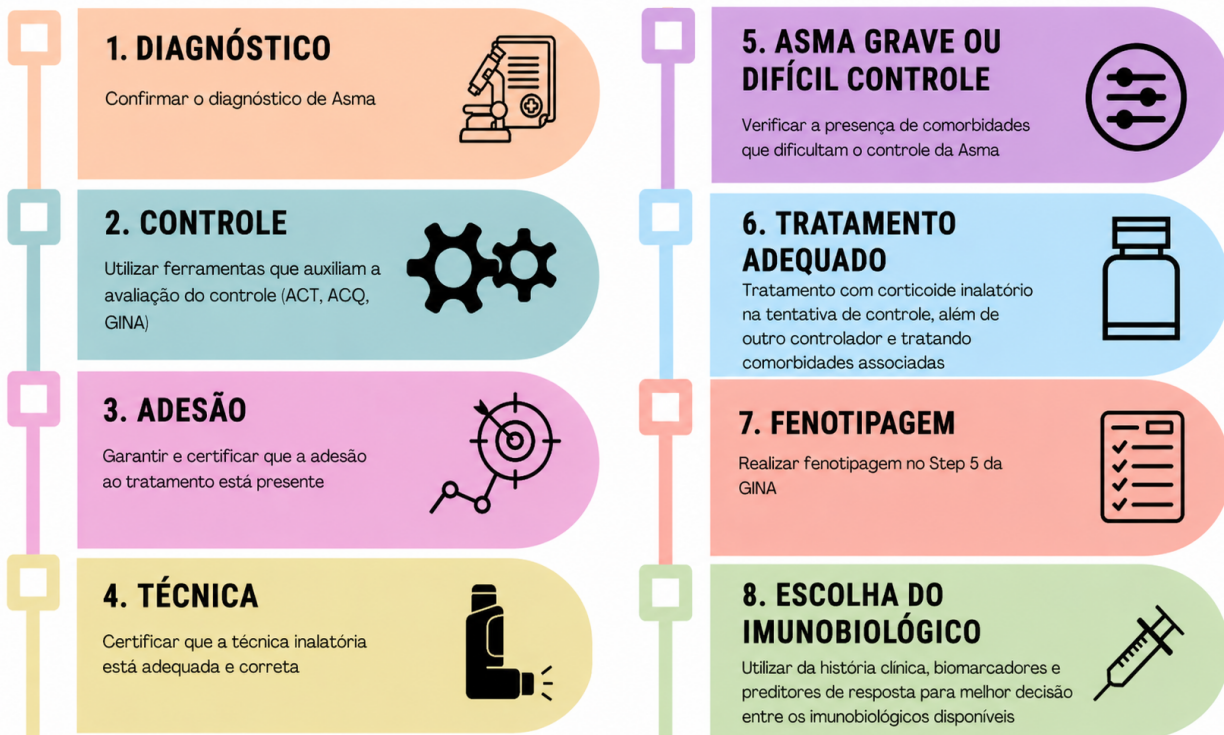 1. DIAGNÓSTICO
Confirmar o diagnóstico de Asma
2. CONTROLE
Utilizar ferramentas que auxiliam a
avaliação do controle (ACT, ACQ,
GINA)
3. ADESÃO
Garantir e certificar que a adesão
ao tratamento está presente
4. TÉCNICA
Certificar que a técnica inalatória
está adequada e correta
5. ASMA GRAVE OU
DIFÍCIL CONTROLE
Verificar a presença de comorbidades
que dificultam o controle da Asma
6. TRATAMENTO
ADEQUADO
Tratamento com corticoide inalatório
na tentativa de controle, além de
outro controlador e tratando
comorbidades associadas
7. FENOTIPAGEM
Realizar fenotipagem no Step 5 da
GINA
8. ESCOLHA DO
IMUNOBIOLÓGICO
Utilizar da história clínica, biomarcadores e
preditores de resposta para melhor decisão
entre os imunobiológicos disponíveis